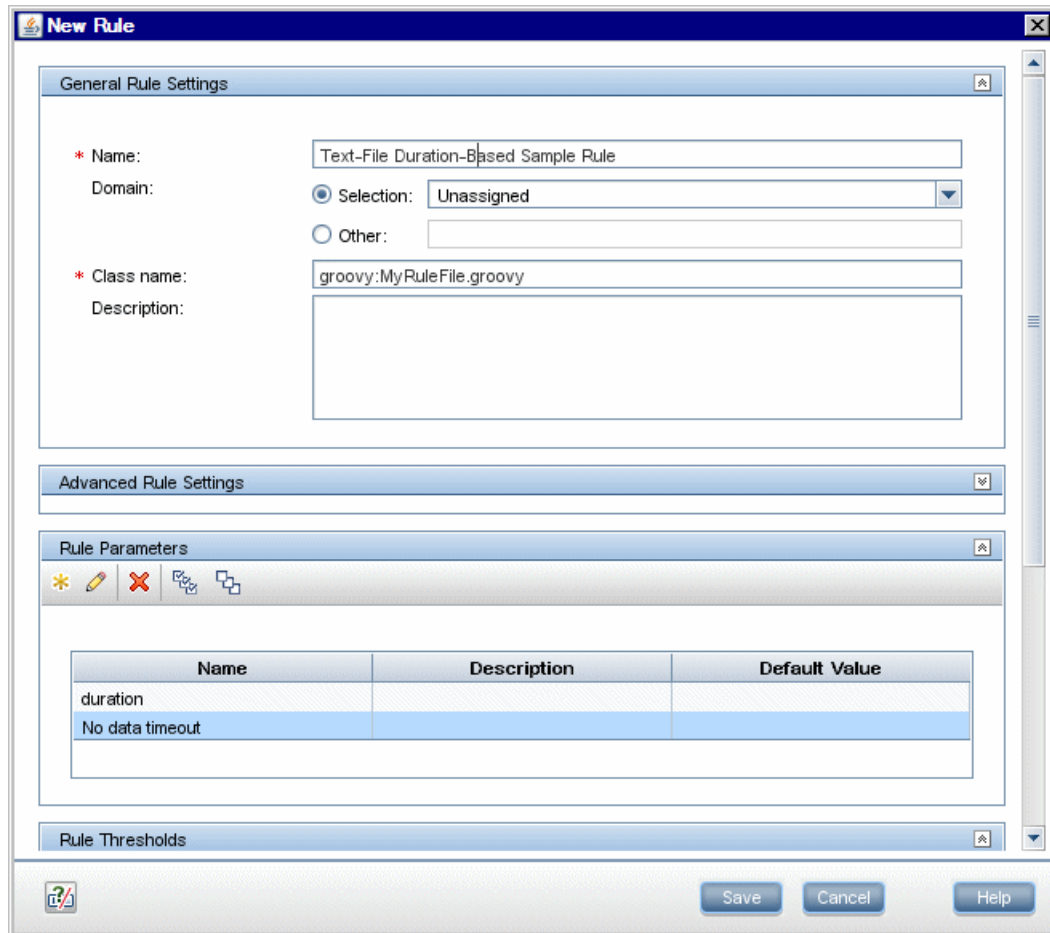 New Rule
General Rule Settings
* Name:
Text-File Duration-Based Sample Rule
Domain:
Selection:
Unassigned
Other:
* Class name:
groovy:MyRuleFile.groovy
Description:
Advanced Rule Settings
Rule Parameters
Name Description Default Value
duration
No data timeout
Rule Thresholds
Save Cancel Help